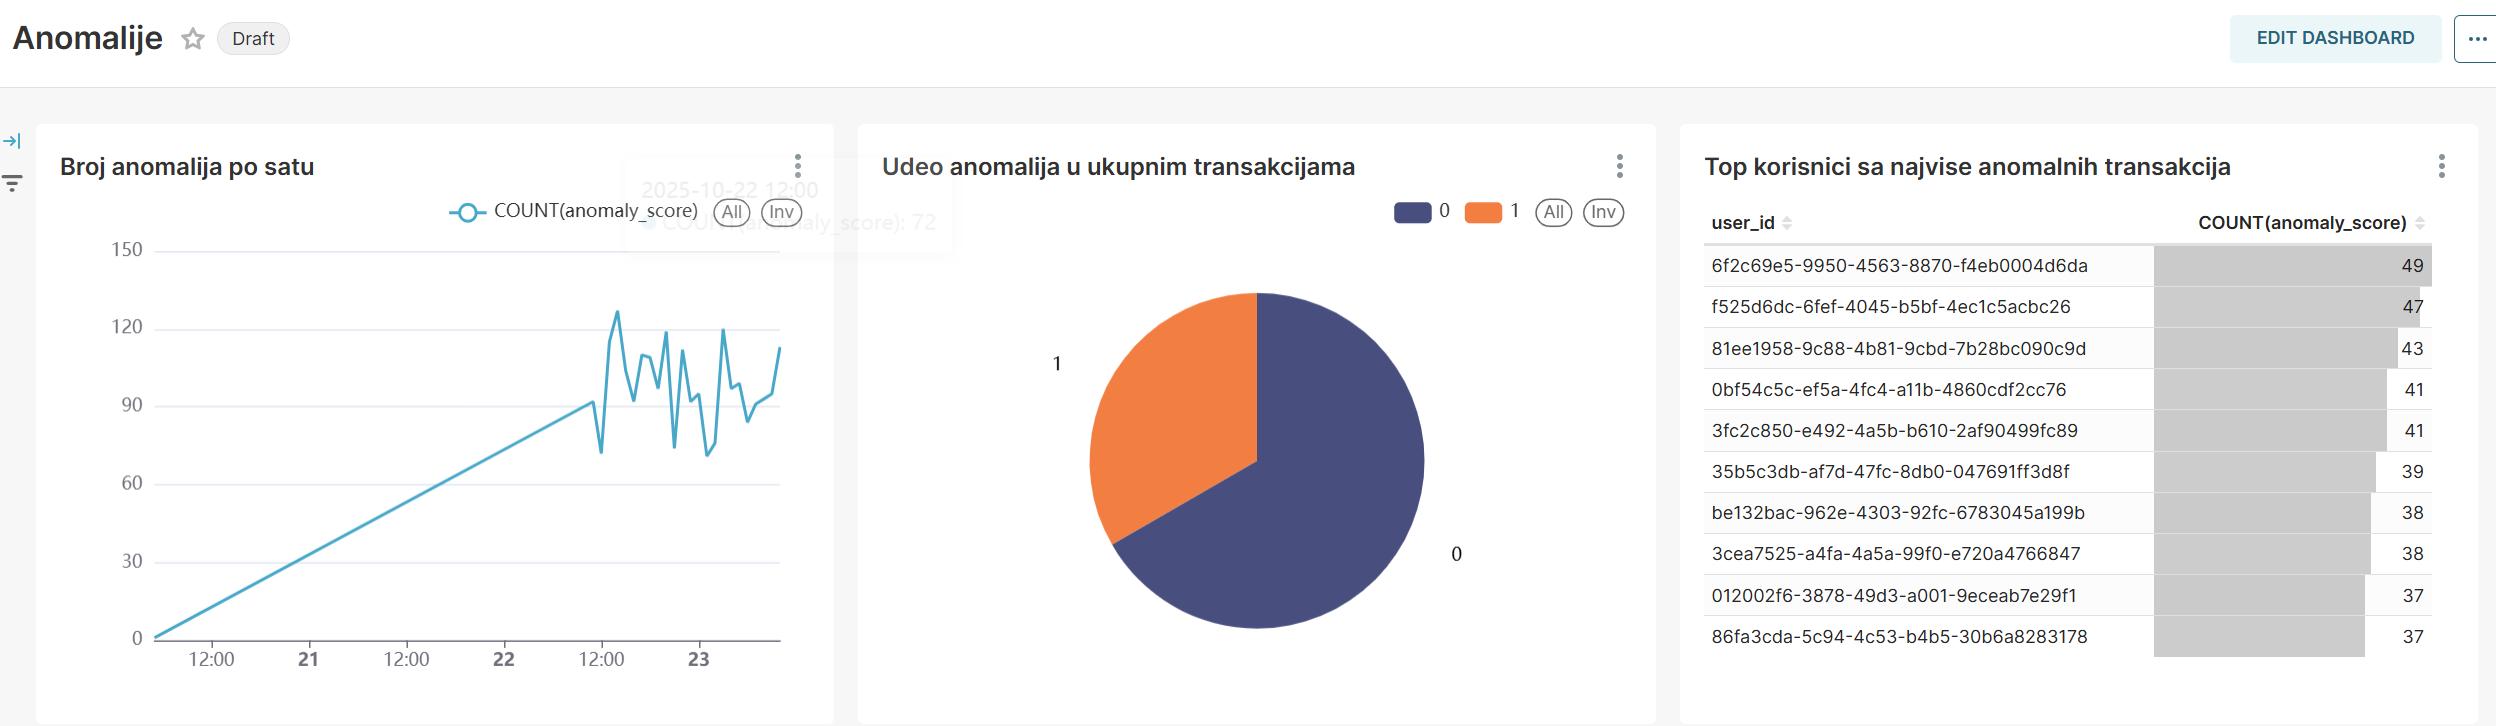 Anomalije Draft EDIT DASHBOARD ...
Broj anomalija po satu
2025-10-22 12:00
COUNT(anomaly_score): 72
COUNT(anomaly_score) All Inv
150
120
90
60
30
0
12:00 21 12:00 22 12:00 23
Udeo anomalija u ukupnim transakcijama
0 1 All Inv
1
0
Top korisnici sa najvise anomalnih transakcija
user_id COUNT(anomaly_score)
6f2c69e5-9950-4563-8870-f4eb0004d6da 49
f525d6dc-6fef-4045-b5bf-4ec1c5acbc26 47
81ee1958-9c88-4b81-9cbd-7b28bc090c9d 43
0bf54c5c-ef5a-4fc4-a11b-4860cdf2cc76 41
3fc2c850-e492-4a5b-b610-2af90499fc89 41
35b5c3db-af7d-47fc-8db0-047691ff3d8f 39
be132bac-962e-4303-92fc-6783045a199b 38
3cea7525-a4fa-4a5a-99f0-e720a4766847 38
012002f6-3878-49d3-a001-9eceab7e29f1 37
86fa3cda-5c94-4c53-b4b5-30b6a8283178 37